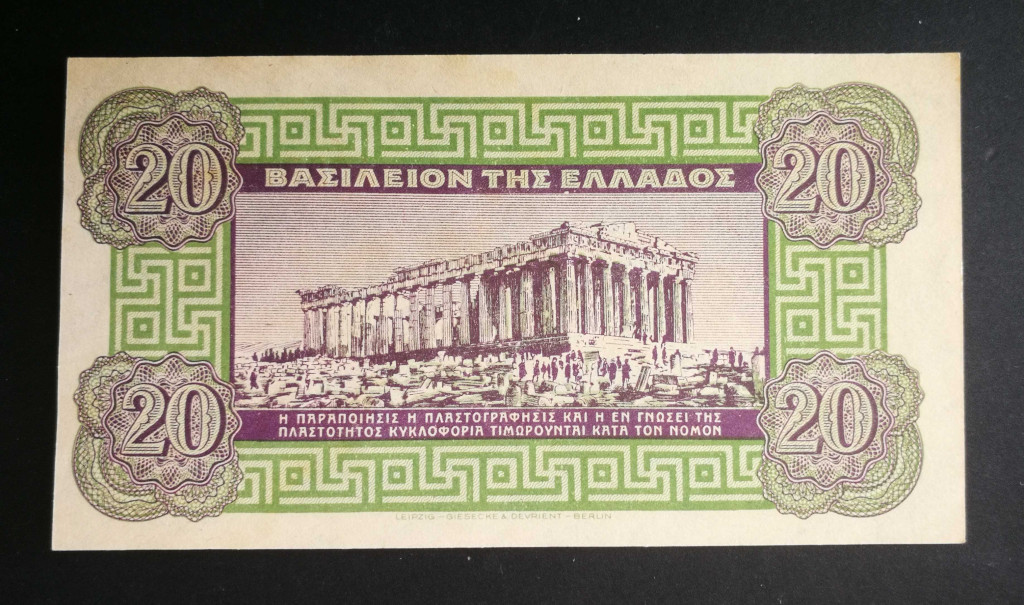 20 20
ΒΑΣΙΛΕΙΟΝ ΤΗΣ ΕΛΛΑΔΟΣ
20 20
Η ΠΑΡΑΠΟΙΗΣΙΣ Η ΠΛΑΣΤΟΓΡΑΦΗΣΙΣ ΚΑΙ Η ΕΝ ΓΝΩΣΕΙ ΤΗΣ
ΠΛΑΣΤΟΤΗΤΟΣ ΚΥΚΛΟΦΟΡΙΑ ΤΙΜΩΡΟΥΝΤΑΙ ΚΑΤΑ ΤΟΝ ΝΟΜΟΝ
LEIPZIG – GIESECKE & DEVRIENT – BERLIN